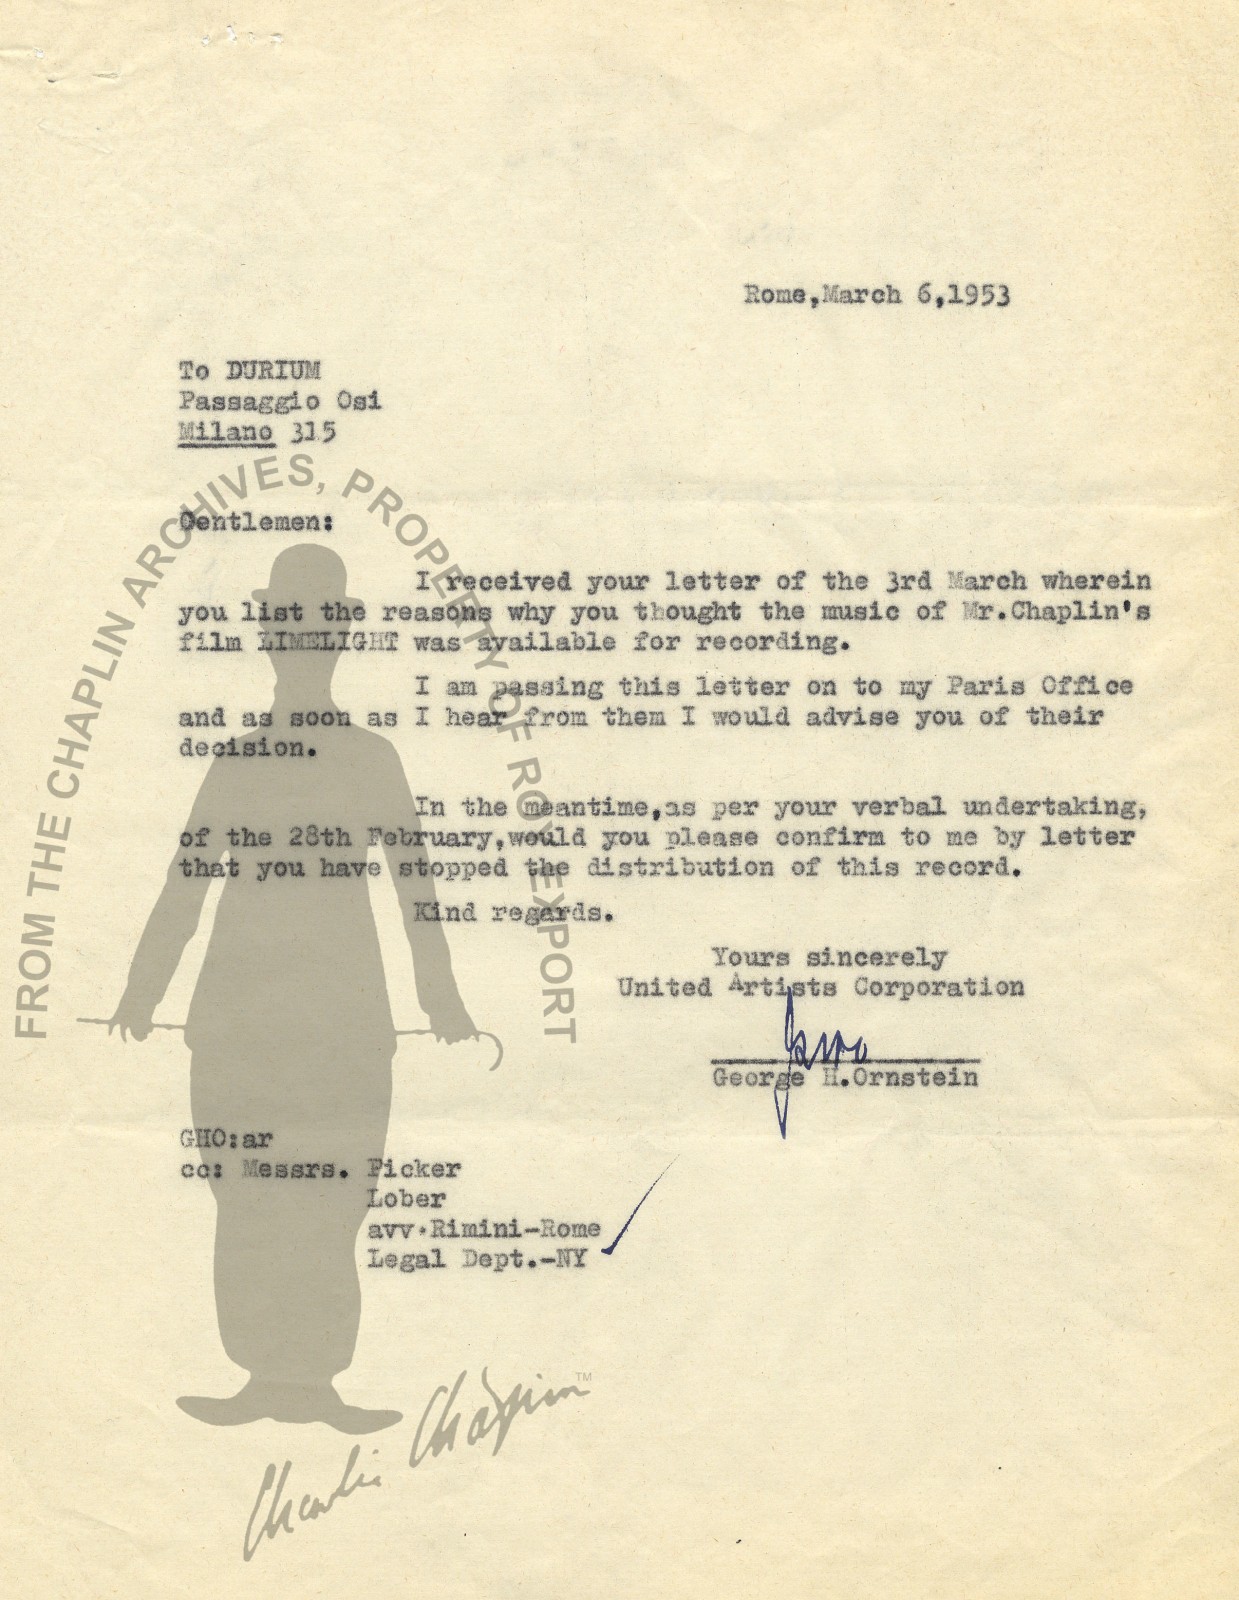 Rome,March 6,1953
To DURIUM
Passaggio Osi
Milano 315
Gentlemen:
I received your letter of the 3rd March wherein
you list the reasons why you thought the music of Mr.Chaplin's
film LIMELIGHT was available for recording.
I am passing this letter on to my Paris Office
and as soon as I hear from them I would advise you of their
decision.
In the meantime,as per your verbal undertaking,
of the 28th February,would you please confirm to me by letter
that you have stopped the distribution of this record.
Kind regards.
Yours sincerely
United Artists Corporation
George H.Ornstein
GHO:ar
cc: Messrs. Picker
Lober
avv.Rimini-Rome
Legal Dept.-NY
FROM THE CHAPLIN ARCHIVES, PROPERTY OF ROY EXPORT
Charlie Chaplin TM